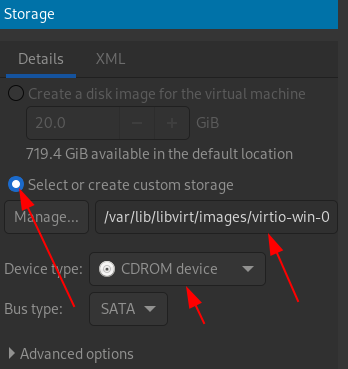 Storage
Details XML
Create a disk image for the virtual machine
20.0 − + GiB
719.4 GiB available in the default location
Select or create custom storage
Manage... /var/lib/libvirt/images/virtio-win-0
Device type: CDROM device
Bus type: SATA
Advanced options